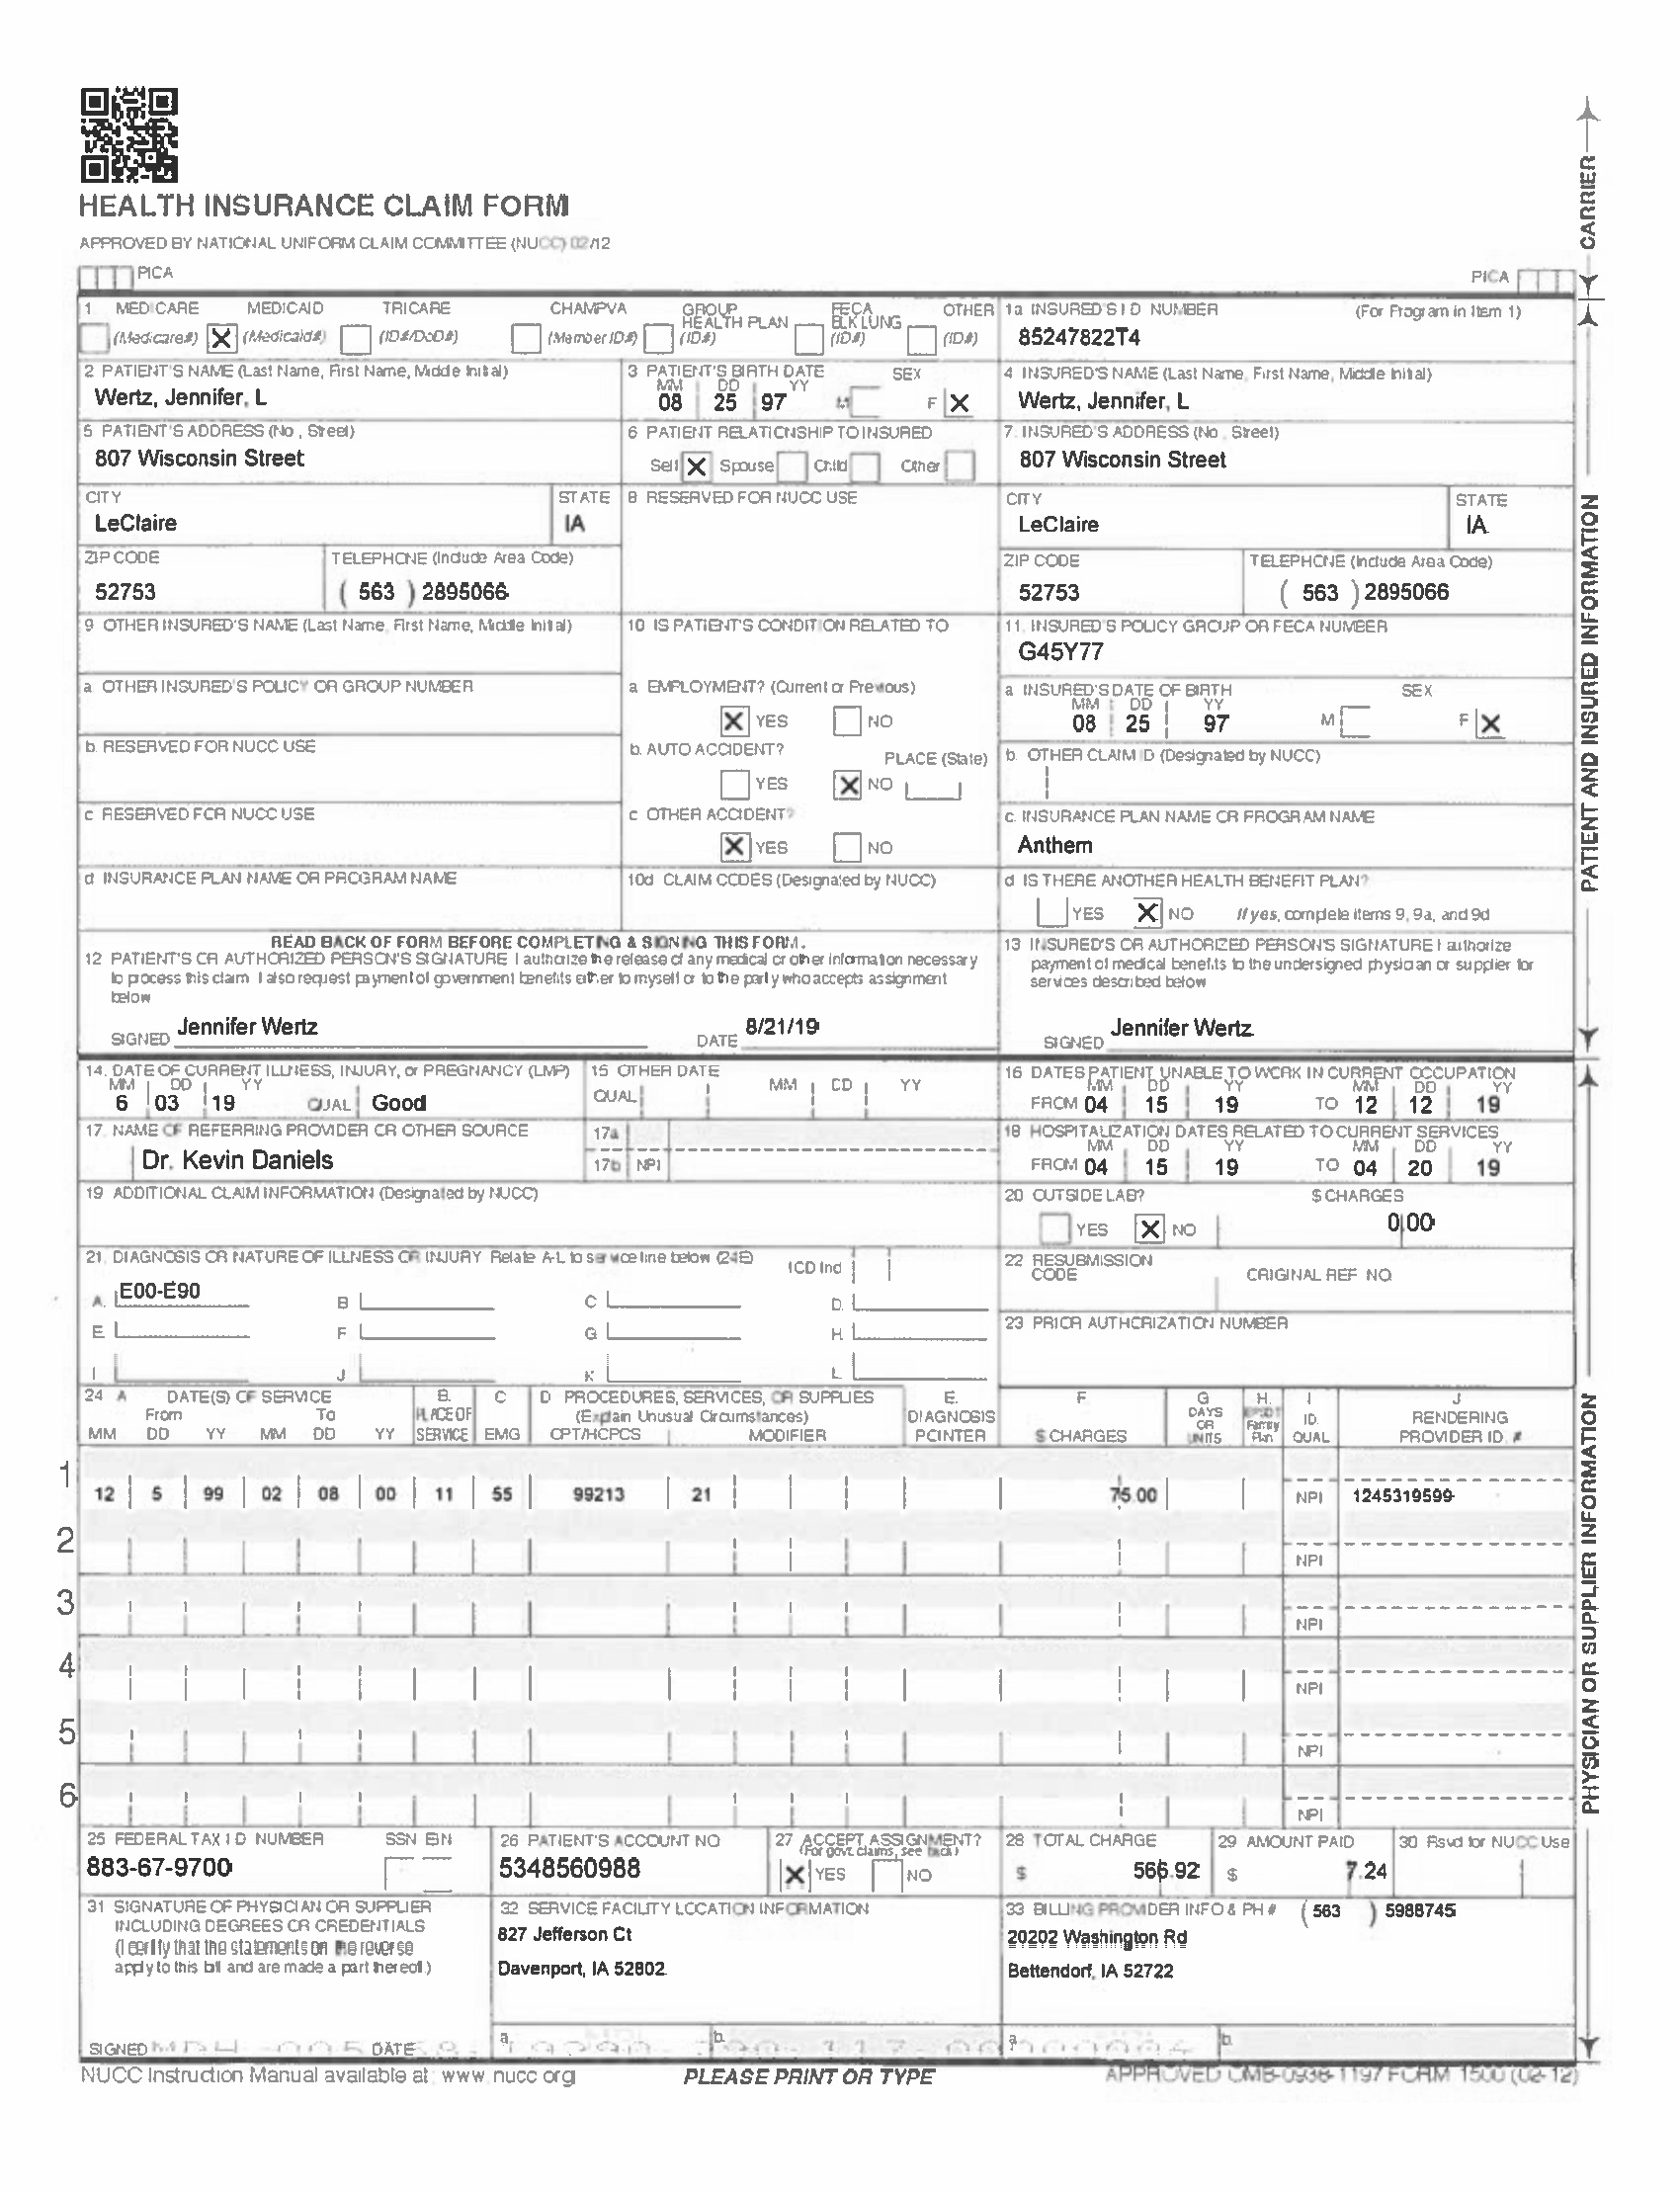 HEALTH INSURANCE CLAIM FORM
APPROVED BY NATIONAL UNIFORM CLAIM COMMITTEE (NUCC) 02/12
PICA
PICA
CARRIER
1 MEDICARE MEDICAID TRICARE CHAMPVA GROUP HEALTH PLAN FECA BLK LUNG OTHER
(Medicare#) X (Medicaid#) (ID#/DoD#) (Member ID#) (ID#) (ID#) (ID#)
1a INSURED'S I D NUMBER (For Program in Item 1)
85247822T4
2 PATIENT'S NAME (Last Name, First Name, Middle Initial)
Wertz, Jennifer, L
3 PATIENT'S BIRTH DATE SEX
MM DD YY
08 25 97 M F X
4 INSURED'S NAME (Last Name, First Name, Middle Initial)
Wertz, Jennifer, L
5 PATIENT'S ADDRESS (No , Street)
807 Wisconsin Street
6 PATIENT RELATIONSHIP TO INSURED
Self X Spouse Child Other
7. INSURED'S ADDRESS (No , Street)
807 Wisconsin Street
CITY STATE
LeClaire IA
8 RESERVED FOR NUCC USE
CITY STATE
LeClaire IA
ZIP CODE TELEPHONE (Include Area Code)
52753 ( 563 ) 2895066
ZIP CODE TELEPHONE (Include Area Code)
52753 ( 563 ) 2895066
9 OTHER INSURED'S NAME (Last Name, First Name, Middle Initial)
10 IS PATIENT'S CONDITION RELATED TO
11. INSURED'S POLICY GROUP OR FECA NUMBER
G45Y77
a OTHER INSURED'S POLICY OR GROUP NUMBER
a EMPLOYMENT? (Current or Previous)
X YES NO
a INSURED'S DATE OF BIRTH SEX
MM DD YY
08 25 97 M F X
b. RESERVED FOR NUCC USE
b. AUTO ACCIDENT? PLACE (State)
YES X NO
b. OTHER CLAIM ID (Designated by NUCC)
c RESERVED FOR NUCC USE
c OTHER ACCIDENT?
X YES NO
c. INSURANCE PLAN NAME OR PROGRAM NAME
Anthem
d INSURANCE PLAN NAME OR PROGRAM NAME
10d CLAIM CODES (Designated by NUCC)
d IS THERE ANOTHER HEALTH BENEFIT PLAN?
YES X NO If yes, complete items 9, 9a, and 9d
READ BACK OF FORM BEFORE COMPLETING & SIGNING THIS FORM.
12 PATIENT'S OR AUTHORIZED PERSON'S SIGNATURE I authorize the release of any medical or other information necessary
to process this claim I also request payment of government benefits either to myself or to the party who accepts assignment
below
SIGNED Jennifer Wertz DATE 8/21/19
13 INSURED'S OR AUTHORIZED PERSON'S SIGNATURE I authorize
payment of medical benefits to the undersigned physician or supplier for
services described below
SIGNED Jennifer Wertz
PATIENT AND INSURED INFORMATION
14. DATE OF CURRENT ILLNESS, INJURY, or PREGNANCY (LMP)
MM DD YY
6 03 19 QUAL Good
15 OTHER DATE
QUAL MM DD YY
16 DATES PATIENT UNABLE TO WORK IN CURRENT OCCUPATION
MM DD YY MM DD YY
FROM 04 15 19 TO 12 12 19
17. NAME OF REFERRING PROVIDER OR OTHER SOURCE
Dr. Kevin Daniels
17a
17b NPI
18 HOSPITALIZATION DATES RELATED TO CURRENT SERVICES
MM DD YY MM DD YY
FROM 04 15 19 TO 04 20 19
19 ADDITIONAL CLAIM INFORMATION (Designated by NUCC)
20 OUTSIDE LAB? $ CHARGES
YES X NO 0 00
21. DIAGNOSIS OR NATURE OF ILLNESS OR INJURY Relate A-L to service line below (24E) ICD Ind
A. E00-E90 B C D.
E F G H.
I J K L.
22 RESUBMISSION CODE ORIGINAL REF NO
23 PRIOR AUTHORIZATION NUMBER
24 A DATE(S) OF SERVICE B. C D PROCEDURES, SERVICES, OR SUPPLIES E. F G H. I J
From To PLACE OF (Explain Unusual Circumstances) DIAGNOSIS DAYS OR EPSDT Family ID. RENDERING
MM DD YY MM DD YY SERVICE EMG CPT/HCPCS MODIFIER POINTER $ CHARGES UNITS Plan QUAL PROVIDER ID. #
1 12 5 99 02 08 00 11 55 99213 21 75.00 NPI 1245319599
2 NPI
3 NPI
4 NPI
5 NPI
6 NPI
PHYSICIAN OR SUPPLIER INFORMATION
25 FEDERAL TAX I D NUMBER SSN EIN
883-67-9700
26 PATIENT'S ACCOUNT NO
5348560988
27 ACCEPT ASSIGNMENT?
(For govt. claims, see back)
X YES NO
28 TOTAL CHARGE
$ 566.92
29 AMOUNT PAID
$ 7.24
30 Rsvd for NUCC Use
31 SIGNATURE OF PHYSICIAN OR SUPPLIER
INCLUDING DEGREES OR CREDENTIALS
(I certify that the statements on the reverse
apply to this bill and are made a part thereof.)
SIGNED DATE
32 SERVICE FACILITY LOCATION INFORMATION
827 Jefferson Ct
Davenport, IA 52802
a. b.
33 BILLING PROVIDER INFO & PH # ( 563 ) 5988745
20202 Washington Rd
Bettendorf, IA 52722
a b.
NUCC Instruction Manual available at: www nucc org
PLEASE PRINT OR TYPE
APPROVED OMB-0938-1197 FORM 1500 (02-12)